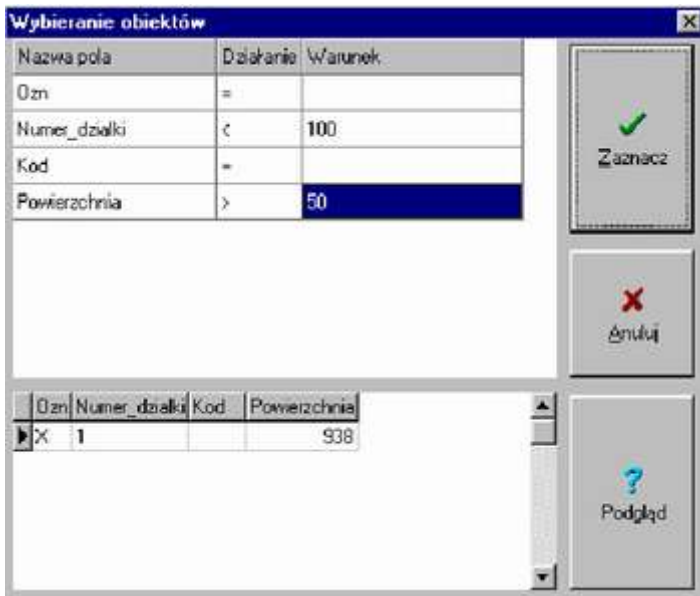 Wybieranie obiektów
Nazwa pola Działanie Warunek
Ozn =
Numer_dzialki < 100
Kod =
Powierzchnia > 50
Zaznacz
Anuluj
Ozn Numer_dzialki Kod Powierzchnia
X 1 938
Podgląd